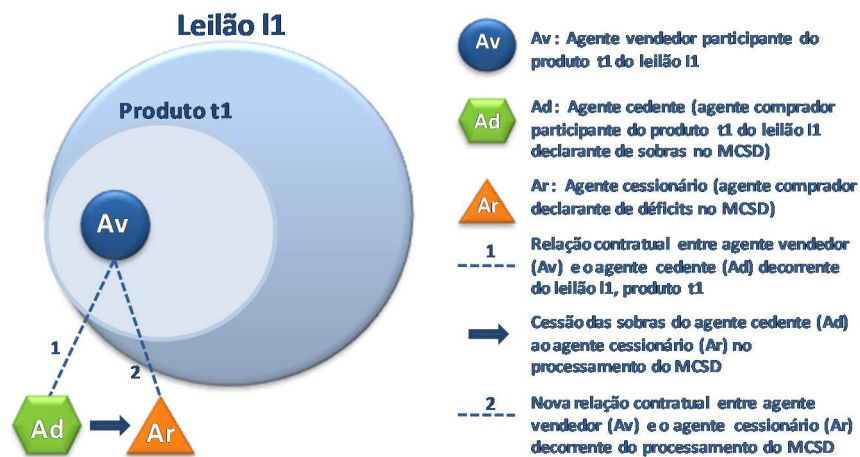 Leilão l1
Produto t1
Av
1
2
Ad
Ar
Av
Av : Agente vendedor participante do
produto t1 do leilão l1
Ad
Ad : Agente cedente (agente comprador
participante do produto t1 do leilão l1
declarante de sobras no MCSD)
Ar
Ar : Agente cessionário (agente comprador
declarante de déficits no MCSD)
1
Relação contratual entre agente vendedor
(Av) e o agente cedente (Ad) decorrente
do leilão l1, produto t1
Cessão das sobras do agente cedente (Ad)
ao agente cessionário (Ar) no
processamento do MCSD
2
Nova relação contratual entre agente
vendedor (Av) e o agente cessionário (Ar)
decorrente do processamento do MCSD